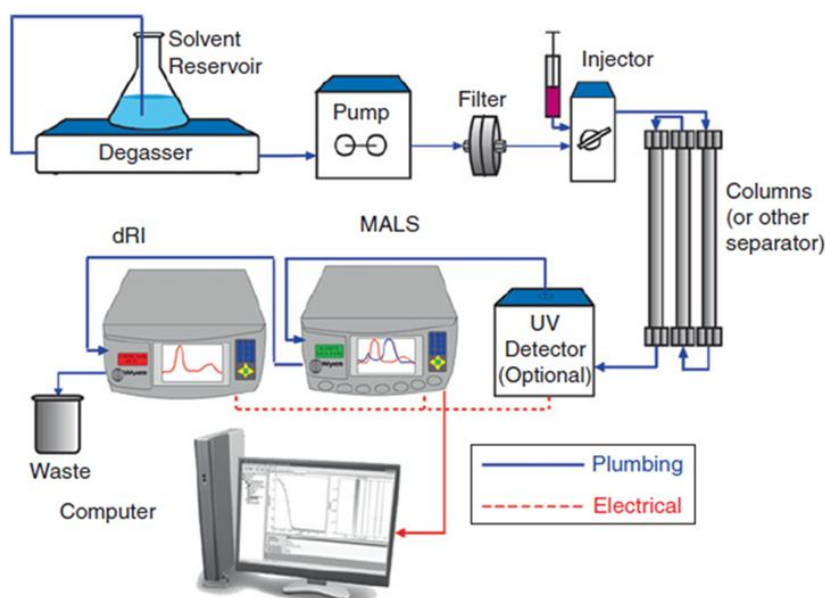 Solvent
Reservoir
Degasser
Pump
Filter
Injector
Columns
(or other
separator)
dRI
MALS
UV
Detector
(Optional)
Waste
Computer
Plumbing
Electrical